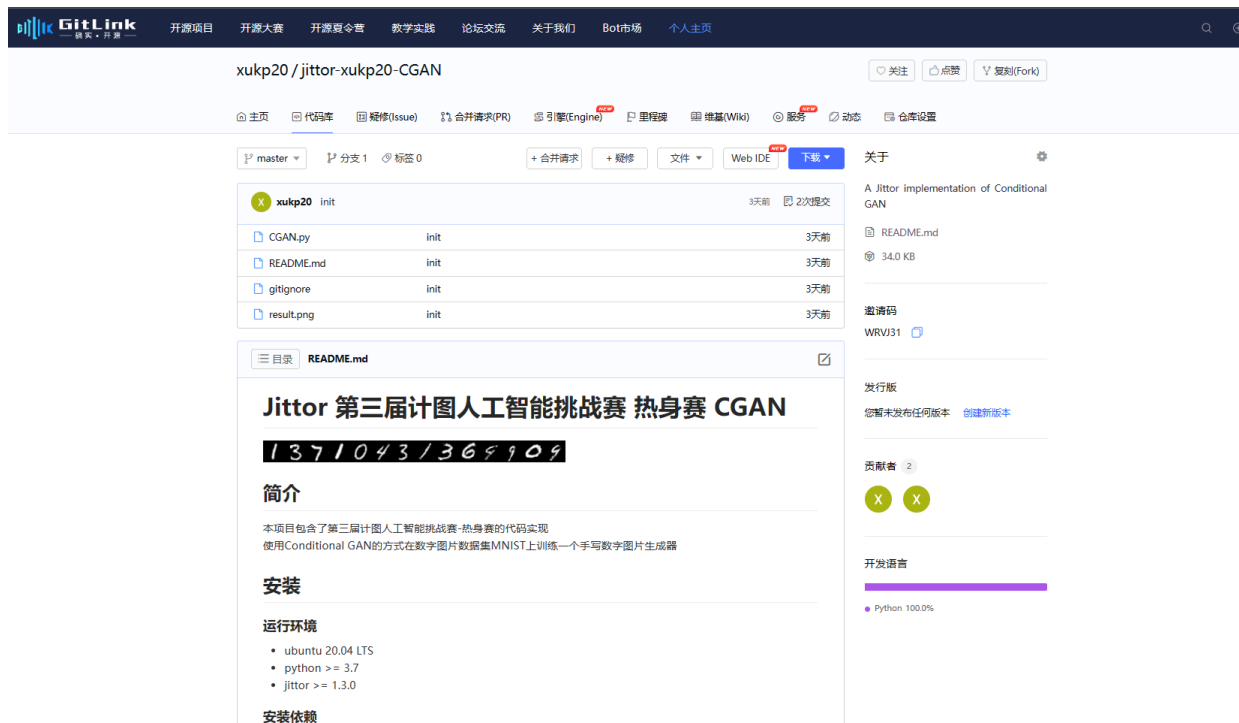 GitLink
确实·开源
开源项目 开源大赛 开源夏令营 教学实践 论坛交流 关于我们 Bot市场 个人主页
xukp20 / jittor-xukp20-CGAN
关注 点赞 复刻(Fork)
主页 代码库 疑修(Issue) 合并请求(PR) 引擎(Engine) NEW 里程碑 维基(Wiki) 服务 NEW 动态 仓库设置
master 分支 1 标签 0 + 合并请求 + 疑修 文件 Web IDE NEW 下载
X xukp20 init 3天前 2次提交
CGAN.py init 3天前
README.md init 3天前
gitignore init 3天前
result.png init 3天前
目录 README.md
Jittor 第三届计图人工智能挑战赛 热身赛 CGAN
简介
本项目包含了第三届计图人工智能挑战赛-热身赛的代码实现
使用Conditional GAN的方式在数字图片数据集MNIST上训练一个手写数字图片生成器
安装
运行环境
ubuntu 20.04 LTS
python >= 3.7
jittor >= 1.3.0
安装依赖
关于
A Jittor implementation of Conditional
GAN
README.md
34.0 KB
邀请码
WRVJ31
发行版
您暂未发布任何版本 创建新版本
贡献者 2
X X
开发语言
Python 100.0%